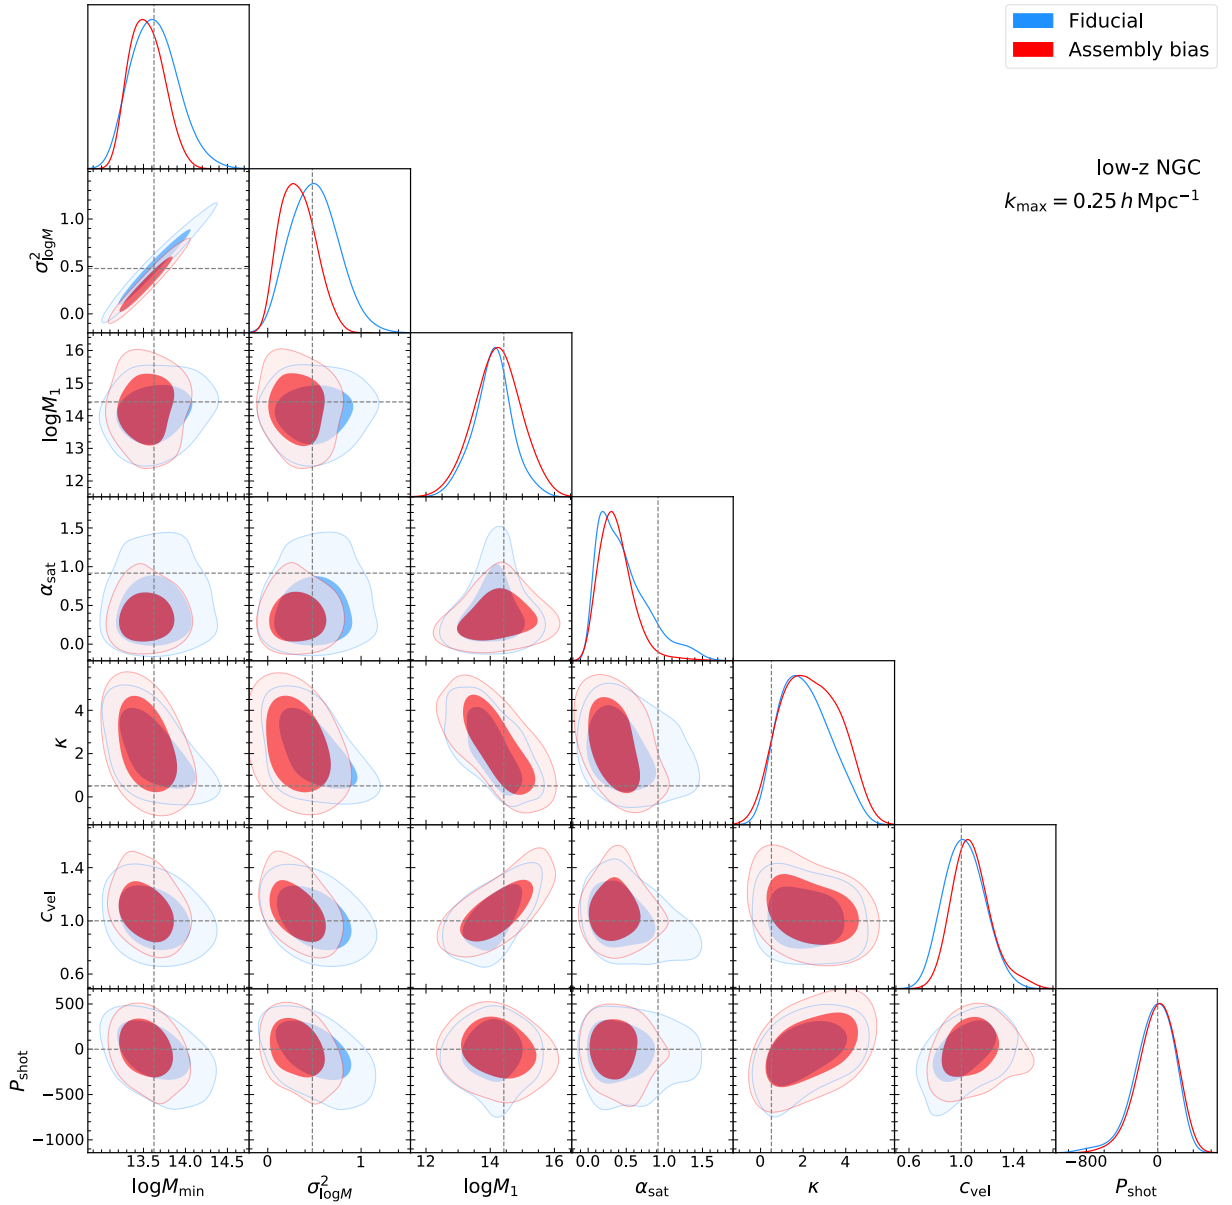 Fiducial
Assembly bias
low-z NGC
k_max = 0.25 h Mpc⁻¹
σ²_logM
1.0
0.5
0.0
logM₁
16
15
14
13
12
α_sat
1.5
1.0
0.5
0.0
κ
4
2
0
c_vel
1.4
1.0
0.6
P_shot
500
0
−500
−1000
13.5 14.0 14.5
0 1
12 14 16
0.0 0.5 1.0 1.5
0 2 4
0.6 1.0 1.4
−800 0
logM_min
σ²_logM
logM₁
α_sat
κ
c_vel
P_shot